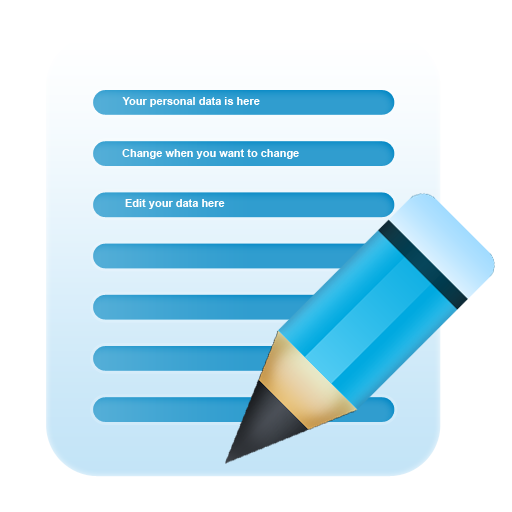 Your personal data is here
Change when you want to change
Edit your data here